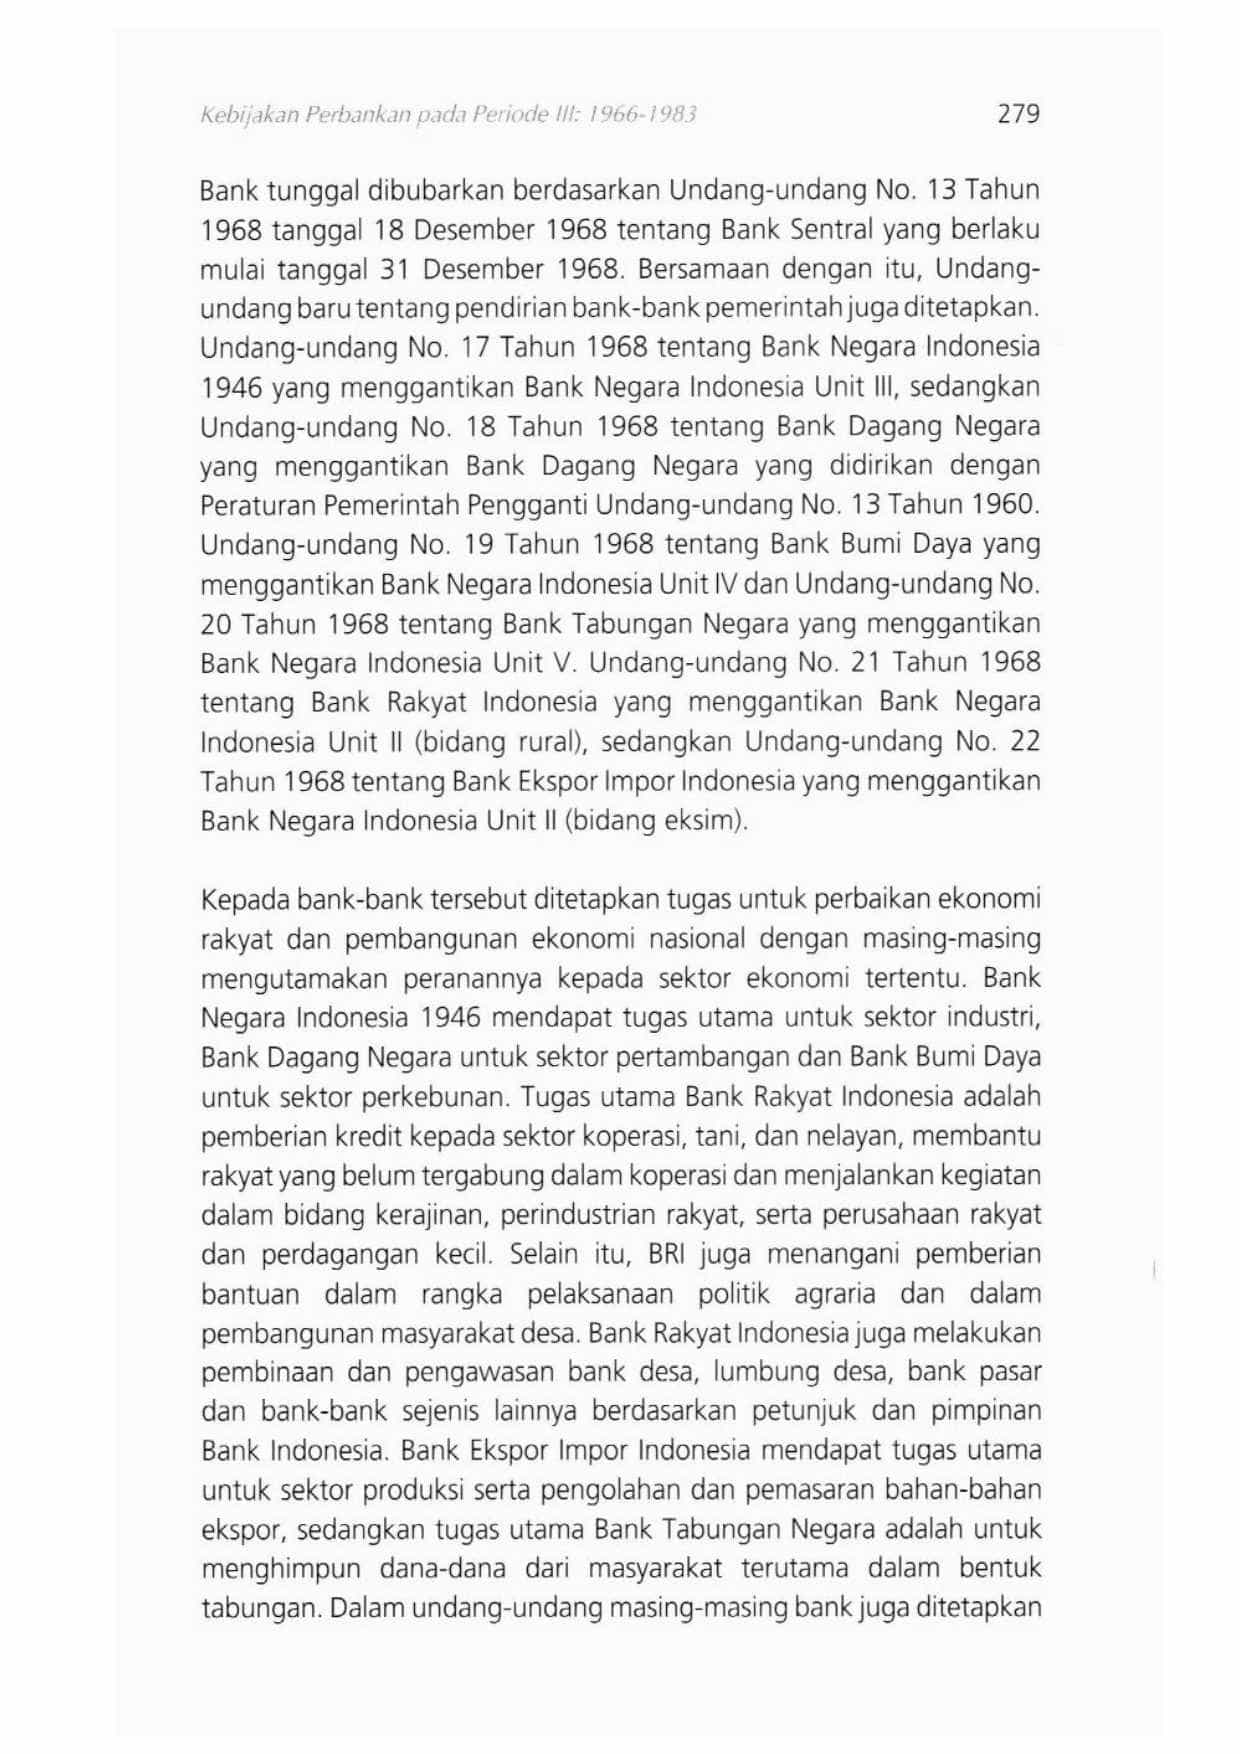 Kebijakan Perbankan pada Periode III: 1966-1983 279
Bank tunggal dibubarkan berdasarkan Undang-undang No. 13 Tahun
1968 tanggal 18 Desember 1968 tentang Bank Sentral yang berlaku
mulai tanggal 31 Desember 1968. Bersamaan dengan itu, Undang-
undang baru tentang pendirian bank-bank pemerintah juga ditetapkan.
Undang-undang No. 17 Tahun 1968 tentang Bank Negara Indonesia
1946 yang menggantikan Bank Negara Indonesia Unit III, sedangkan
Undang-undang No. 18 Tahun 1968 tentang Bank Dagang Negara
yang menggantikan Bank Dagang Negara yang didirikan dengan
Peraturan Pemerintah Pengganti Undang-undang No. 13 Tahun 1960.
Undang-undang No. 19 Tahun 1968 tentang Bank Bumi Daya yang
menggantikan Bank Negara Indonesia Unit IV dan Undang-undang No.
20 Tahun 1968 tentang Bank Tabungan Negara yang menggantikan
Bank Negara Indonesia Unit V. Undang-undang No. 21 Tahun 1968
tentang Bank Rakyat Indonesia yang menggantikan Bank Negara
Indonesia Unit II (bidang rural), sedangkan Undang-undang No. 22
Tahun 1968 tentang Bank Ekspor Impor Indonesia yang menggantikan
Bank Negara Indonesia Unit II (bidang eksim).
Kepada bank-bank tersebut ditetapkan tugas untuk perbaikan ekonomi
rakyat dan pembangunan ekonomi nasional dengan masing-masing
mengutamakan peranannya kepada sektor ekonomi tertentu. Bank
Negara Indonesia 1946 mendapat tugas utama untuk sektor industri,
Bank Dagang Negara untuk sektor pertambangan dan Bank Bumi Daya
untuk sektor perkebunan. Tugas utama Bank Rakyat Indonesia adalah
pemberian kredit kepada sektor koperasi, tani, dan nelayan, membantu
rakyat yang belum tergabung dalam koperasi dan menjalankan kegiatan
dalam bidang kerajinan, perindustrian rakyat, serta perusahaan rakyat
dan perdagangan kecil. Selain itu, BRI juga menangani pemberian
bantuan dalam rangka pelaksanaan politik agraria dan dalam
pembangunan masyarakat desa. Bank Rakyat Indonesia juga melakukan
pembinaan dan pengawasan bank desa, lumbung desa, bank pasar
dan bank-bank sejenis lainnya berdasarkan petunjuk dan pimpinan
Bank Indonesia. Bank Ekspor Impor Indonesia mendapat tugas utama
untuk sektor produksi serta pengolahan dan pemasaran bahan-bahan
ekspor, sedangkan tugas utama Bank Tabungan Negara adalah untuk
menghimpun dana-dana dari masyarakat terutama dalam bentuk
tabungan. Dalam undang-undang masing-masing bank juga ditetapkan